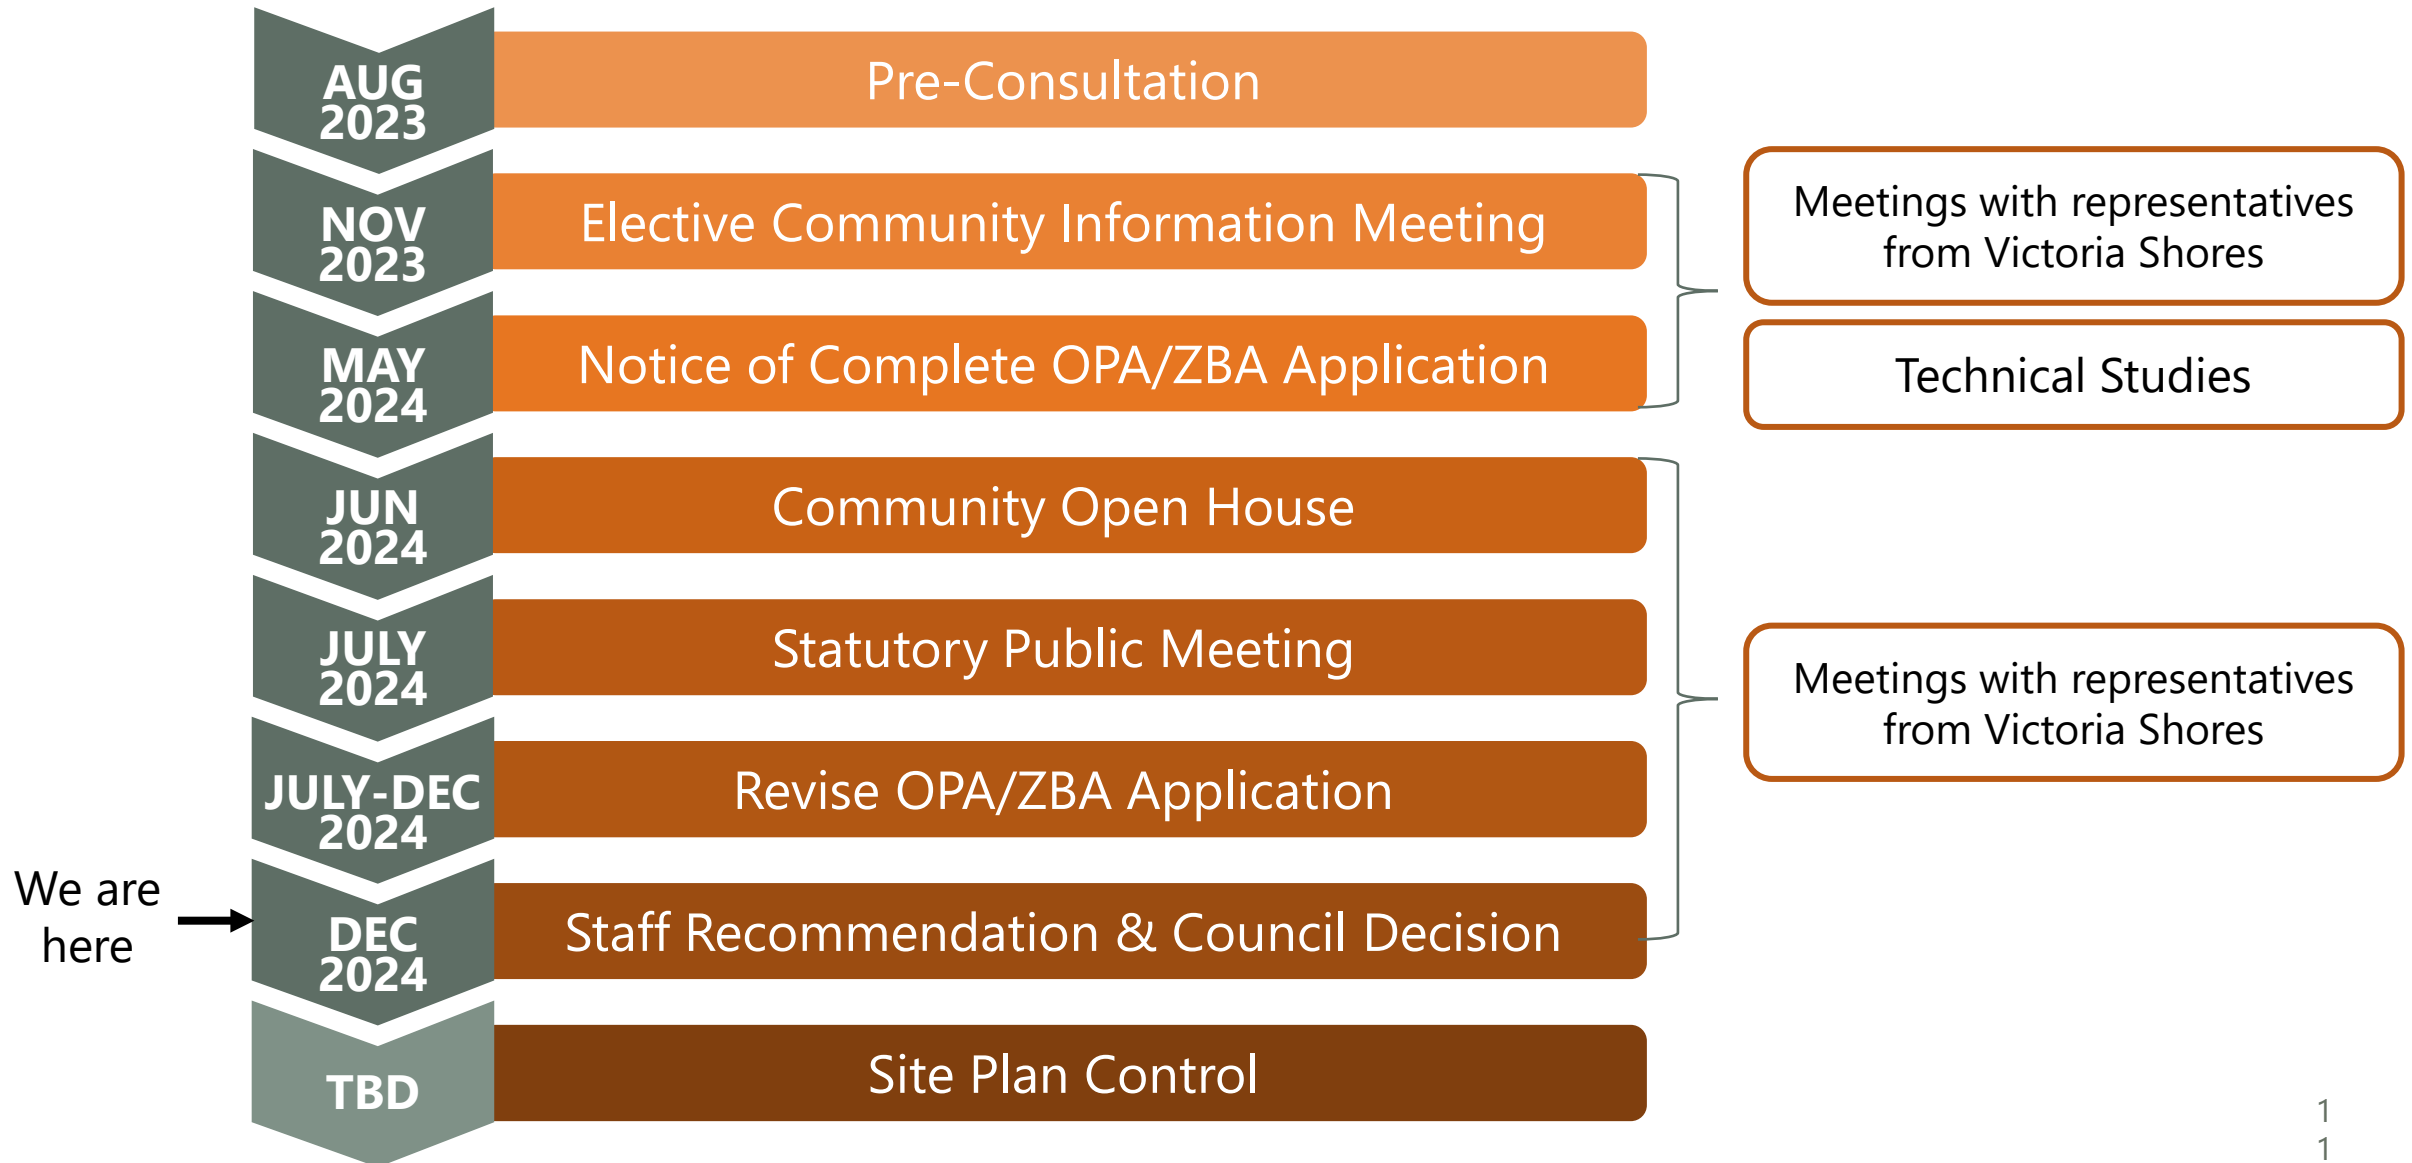 AUG
2023
Pre-Consultation
NOV
2023
Elective Community Information Meeting
Meetings with representatives
from Victoria Shores
MAY
2024
Notice of Complete OPA/ZBA Application
Technical Studies
JUN
2024
Community Open House
JULY
2024
Statutory Public Meeting
Meetings with representatives
from Victoria Shores
JULY-DEC
2024
Revise OPA/ZBA Application
We are
here
DEC
2024
Staff Recommendation & Council Decision
TBD
Site Plan Control
1
1